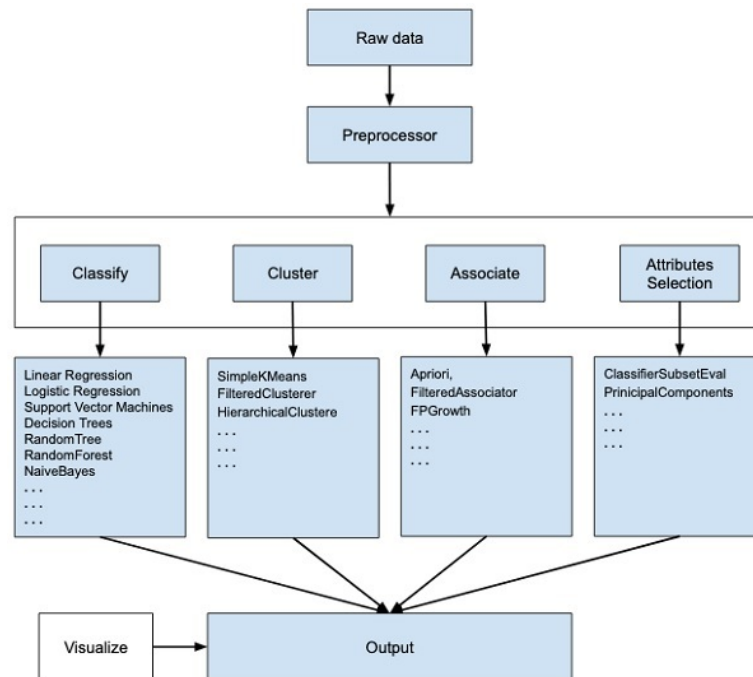 Raw data
Preprocessor
Classify
Cluster
Associate
Attributes
Selection
Linear Regression
Logistic Regression
Support Vector Machines
Decision Trees
RandomTree
RandomForest
NaiveBayes
. . .
. . .
. . .
SimpleKMeans
FilteredClusterer
HierarchicalClustere
. . .
. . .
. . .
Apriori,
FilteredAssociator
FPGrowth
. . .
. . .
. . .
ClassifierSubsetEval
PrinicipalComponents
. . .
. . .
. . .
Visualize
Output